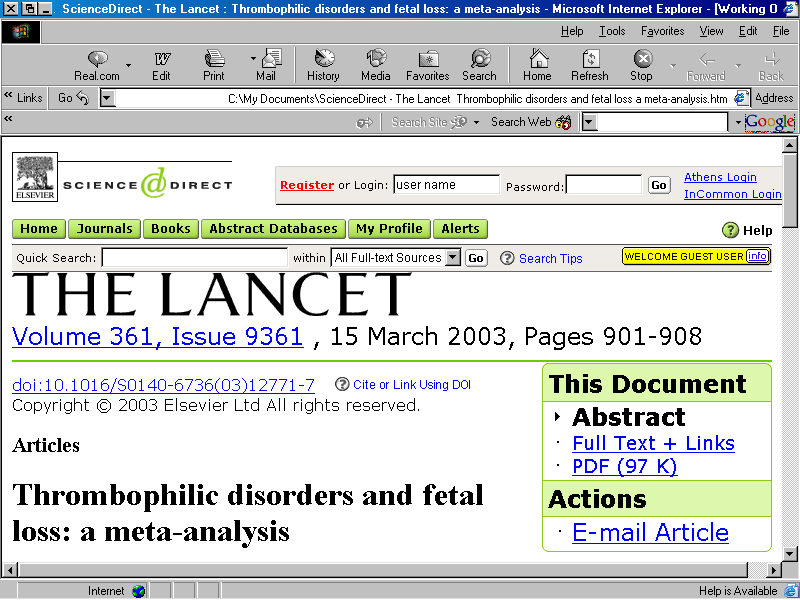 ScienceDirect - The Lancet : Thrombophilic disorders and fetal loss: a meta-analysis - Microsoft Internet Explorer - [Working O
Help Tools Favorites View Edit File
Real.com Edit Print Mail History Media Favorites Search Home Refresh Stop Forward Back
Links Go C:\My Documents\ScienceDirect - The Lancet Thrombophilic disorders and fetal loss a meta-analysis.htm Address
Search Site Search Web Google
ELSEVIER SCIENCE @ DIRECT
Register or Login: user name Password: Go Athens Login
InCommon Login
Home Journals Books Abstract Databases My Profile Alerts ? Help
Quick Search: within All Full-text Sources Go ? Search Tips WELCOME GUEST USER info
THE LANCET
Volume 361, Issue 9361 , 15 March 2003, Pages 901-908
doi:10.1016/S0140-6736(03)12771-7 ? Cite or Link Using DOI
Copyright © 2003 Elsevier Ltd All rights reserved.
Articles
Thrombophilic disorders and fetal
loss: a meta-analysis
This Document
Abstract
· Full Text + Links
· PDF (97 K)
Actions
· E-mail Article
Internet Help is Available